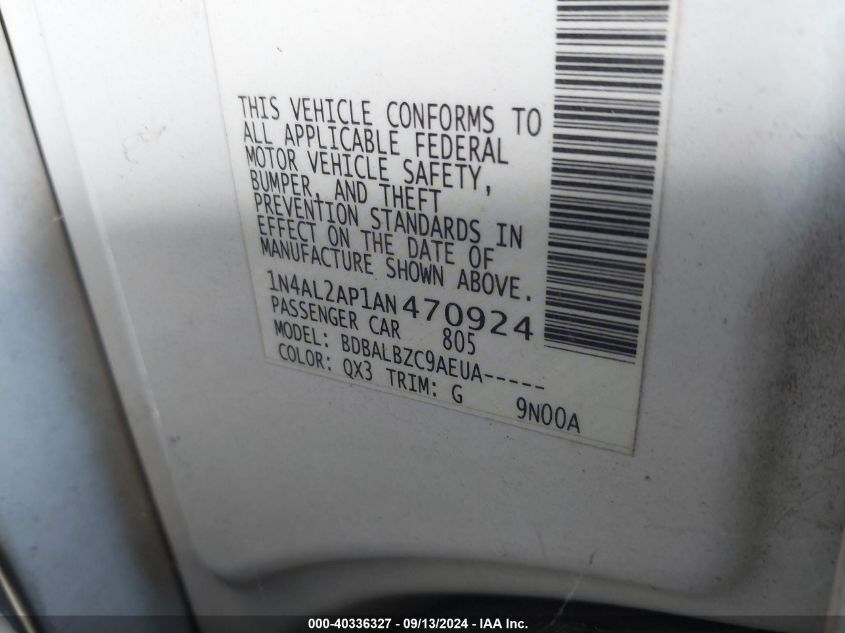 THIS VEHICLE CONFORMS TO
ALL APPLICABLE FEDERAL
MOTOR VEHICLE SAFETY,
BUMPER, AND THEFT
PREVENTION STANDARDS IN
EFFECT ON THE DATE OF
MANUFACTURE SHOWN ABOVE.
1N4AL2AP1AN470924
PASSENGER CAR 805
MODEL: BDBALBZC9AEUA-----
COLOR: QX3 TRIM: G 9N00A
000-40336327 - 09/13/2024 - IAA Inc.